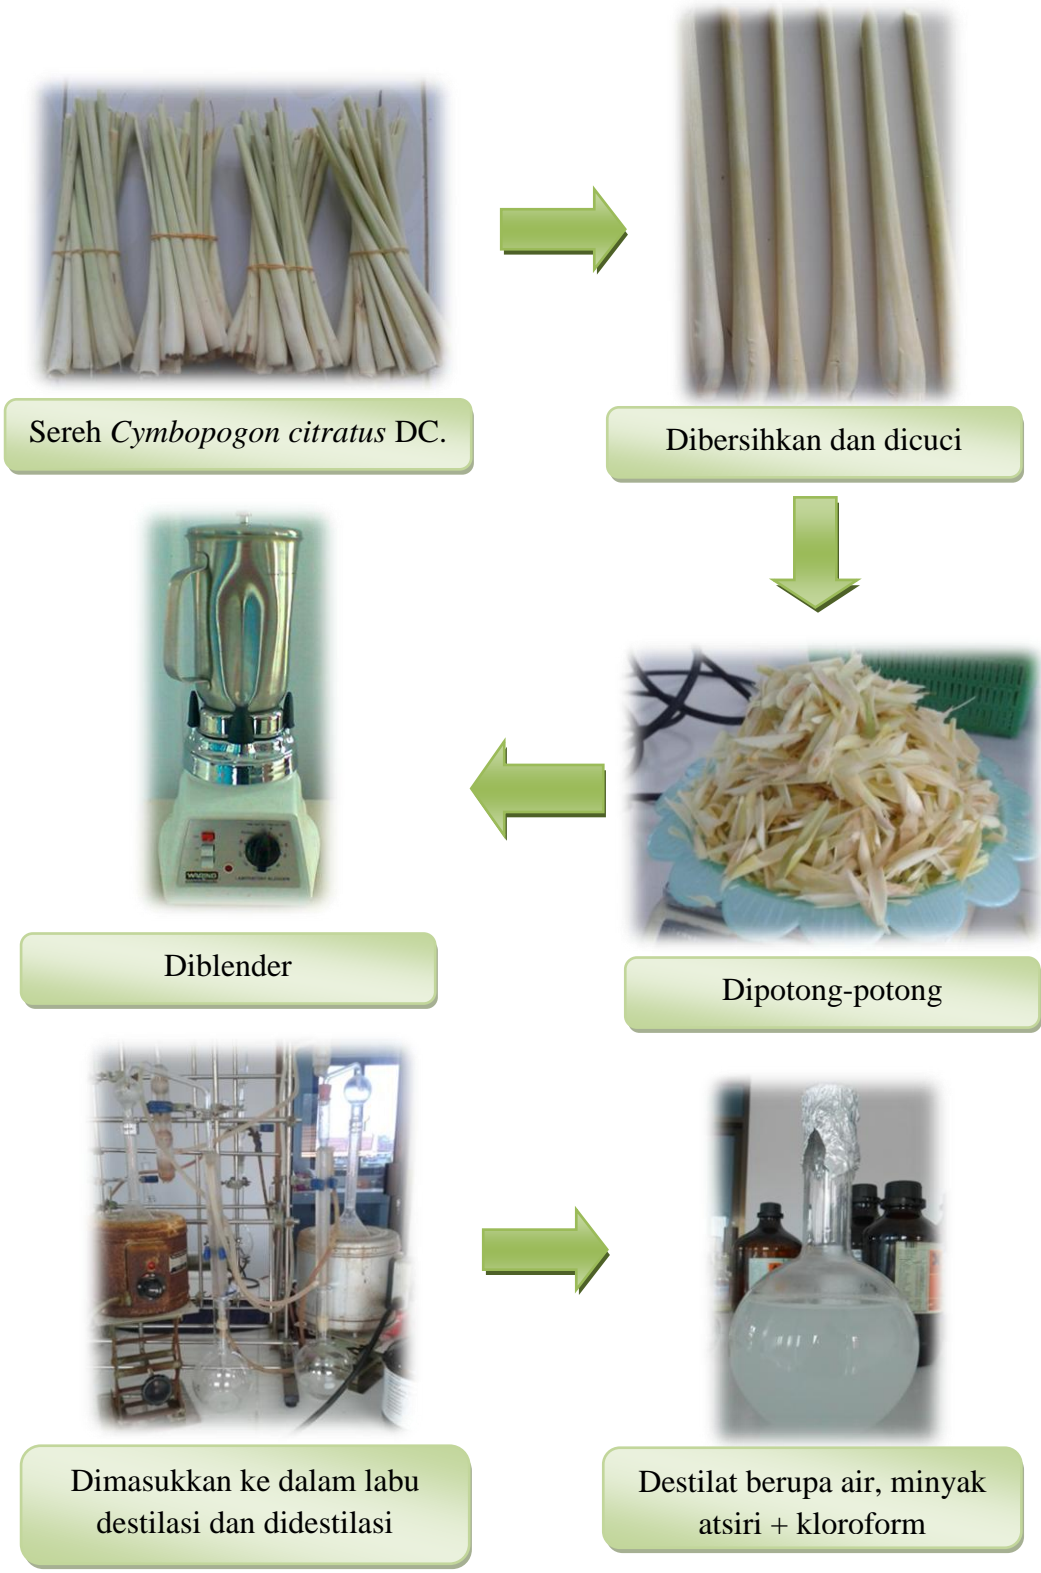 Sereh Cymbopogon citratus DC.
Dibersihkan dan dicuci
Dipotong-potong
Diblender
WARING
Dimasukkan ke dalam labu
destilasi dan didestilasi
Destilat berupa air, minyak
atsiri + kloroform